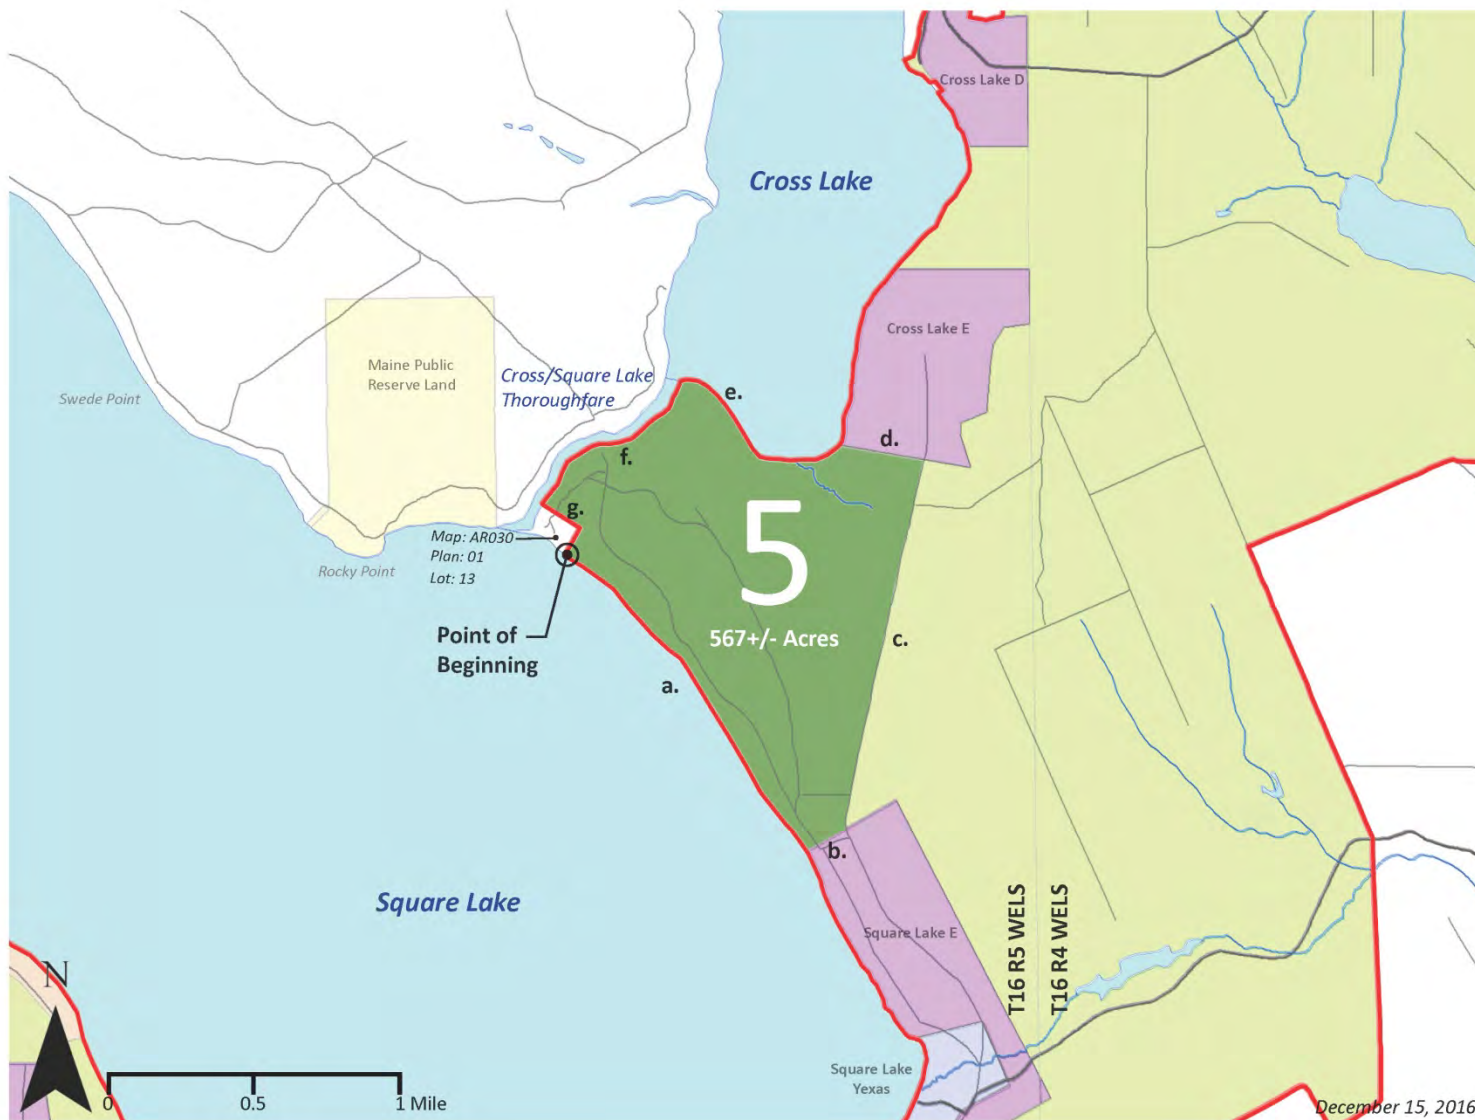 Cross Lake D
Cross Lake
Cross Lake E
Maine Public
Reserve Land
Cross/Square Lake
Thoroughfare
Swede Point
e.
d.
f.
g.
Map: AR030
Plan: 01
Lot: 13
Rocky Point
5
567+/- Acres
Point of
Beginning
c.
a.
b.
Square Lake
Square Lake E
T16 R5 WELS
T16 R4 WELS
N
Square Lake
Yexas
0 0.5 1 Mile
December 15, 2016